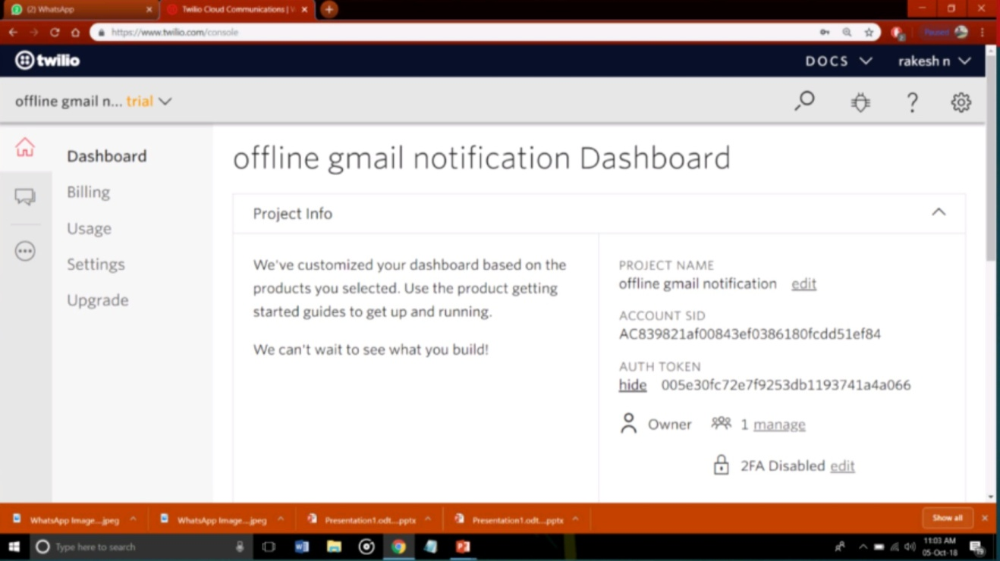 (2) WhatsApp
Twilio Cloud Communications | V
https://www.twilio.com/console
Paused
twilio
DOCS
rakesh n
offline gmail n... trial
Dashboard
Billing
Usage
Settings
Upgrade
offline gmail notification Dashboard
Project Info
We've customized your dashboard based on the
products you selected. Use the product getting
started guides to get up and running.
We can't wait to see what you build!
PROJECT NAME
offline gmail notification edit
ACCOUNT SID
AC839821af00843ef0386180fcdd51ef84
AUTH TOKEN
hide 005e30fc72e7f9253db1193741a4a066
Owner 1 manage
2FA Disabled edit
WhatsApp Image....jpeg
WhatsApp Image....jpeg
Presentation1.odt....pptx
Presentation1.odt....pptx
Show all
Type here to search
11:03 AM
05-Oct-18